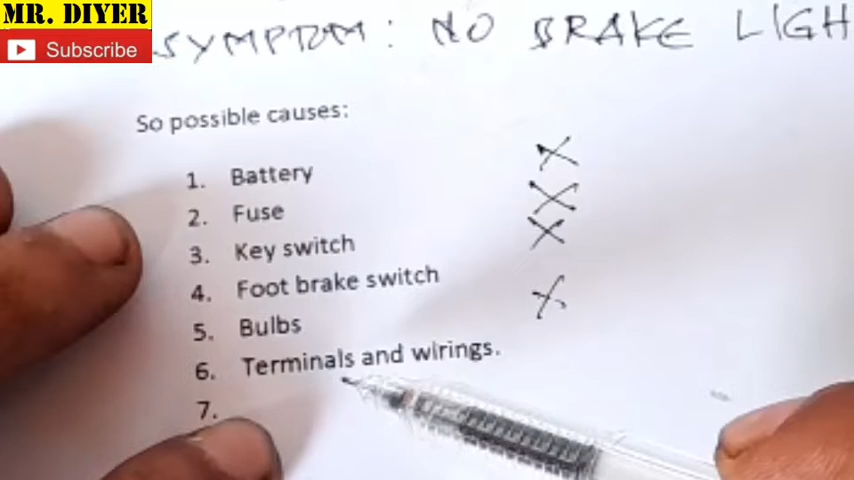 MR. DIYER
Subscribe
SYMPTOM: NO BRAKE LIGH
So possible causes:
1. Battery X
2. Fuse X
3. Key switch X
4. Foot brake switch
5. Bulbs X
6. Terminals and wirings.
7.